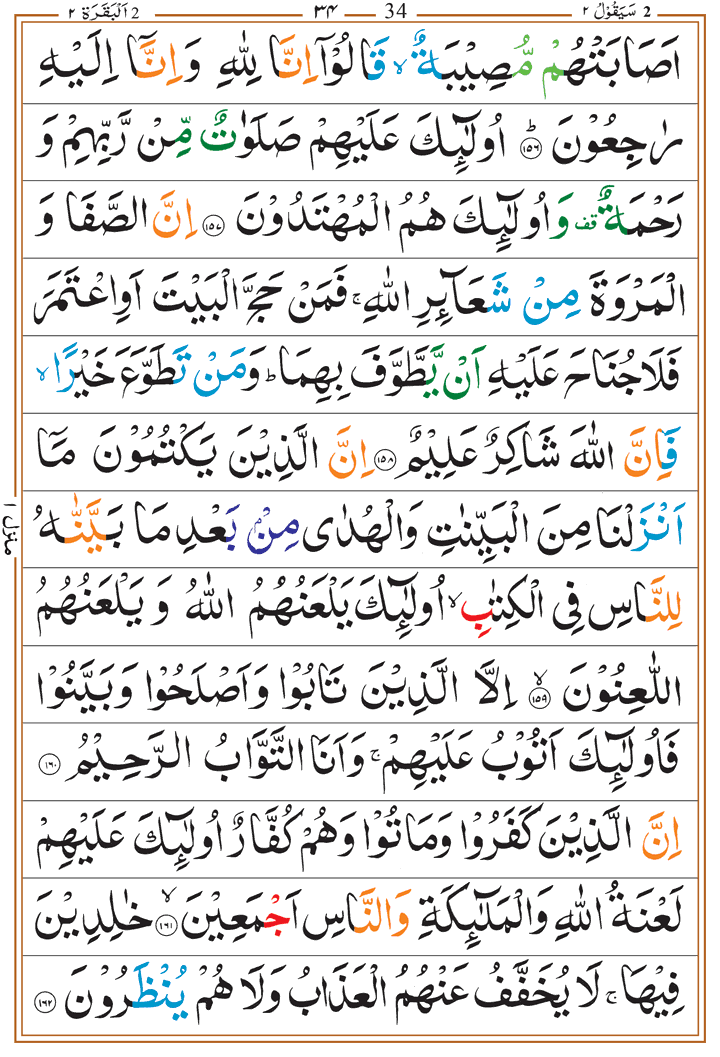 2 اَلْبَقَرَة ٢ ٣٤ 34 2 سَيَقُوْلُ ٢
اَصَابَتْهُمْ مُّصِيْبَةٌ ۙ قَالُوْۤا اِنَّا لِلّٰهِ وَ اِنَّاۤ اِلَيْهِ
رٰجِعُوْنَ ؕ ﴿١٥٦﴾ اُولٰٓئِكَ عَلَيْهِمْ صَلَوٰتٌ مِّنْ رَّبِّهِمْ وَ
رَحْمَةٌ ۫ وَ اُولٰٓئِكَ هُمُ الْمُهْتَدُوْنَ ﴿١٥٧﴾ اِنَّ الصَّفَا وَ
الْمَرْوَةَ مِنْ شَعَآئِرِ اللّٰهِ ۚ فَمَنْ حَجَّ الْبَيْتَ اَوِاعْتَمَرَ
فَلَاجُنَاحَ عَلَيْهِ اَنْ يَّطَّوَّفَ بِهِمَا ؕ وَمَنْ تَطَوَّعَ خَيْرًا ۙ
فَاِنَّ اللّٰهَ شَاكِرٌ عَلِيْمٌ ﴿١٥٨﴾ اِنَّ الَّذِيْنَ يَكْتُمُوْنَ مَاۤ
اَنْزَلْنَا مِنَ الْبَيِّنٰتِ وَالْهُدٰى مِنْۢ بَعْدِ مَا بَيَّنّٰهُ
لِلنَّاسِ فِى الْكِتٰبِ ۙ اُولٰٓئِكَ يَلْعَنُهُمُ اللّٰهُ وَ يَلْعَنُهُمُ
اللّٰعِنُوْنَ ۙ ﴿١٥٩﴾ اِلَّا الَّذِيْنَ تَابُوْا وَاَصْلَحُوْا وَبَيَّنُوْا
فَاُولٰٓئِكَ اَتُوْبُ عَلَيْهِمْ ۚ وَاَنَا التَّوَّابُ الرَّحِيْمُ ﴿١٦٠﴾
اِنَّ الَّذِيْنَ كَفَرُوْا وَمَاتُوْا وَهُمْ كُفَّارٌ اُولٰٓئِكَ عَلَيْهِمْ
لَعْنَةُ اللّٰهِ وَالْمَلٰٓئِكَةِ وَالنَّاسِ اَجْمَعِيْنَ ۙ ﴿١٦١﴾ خٰلِدِيْنَ
فِيْهَا ۚ لَا يُخَفَّفُ عَنْهُمُ الْعَذَابُ وَلَا هُمْ يُنْظَرُوْنَ ﴿١٦٢﴾
منزل ١